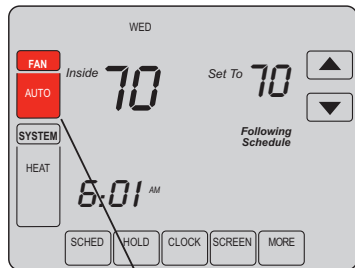 WED
FAN
AUTO
Inside 70
Set To 70
Following
Schedule
SYSTEM
HEAT
6:01 AM
SCHED HOLD CLOCK SCREEN MORE